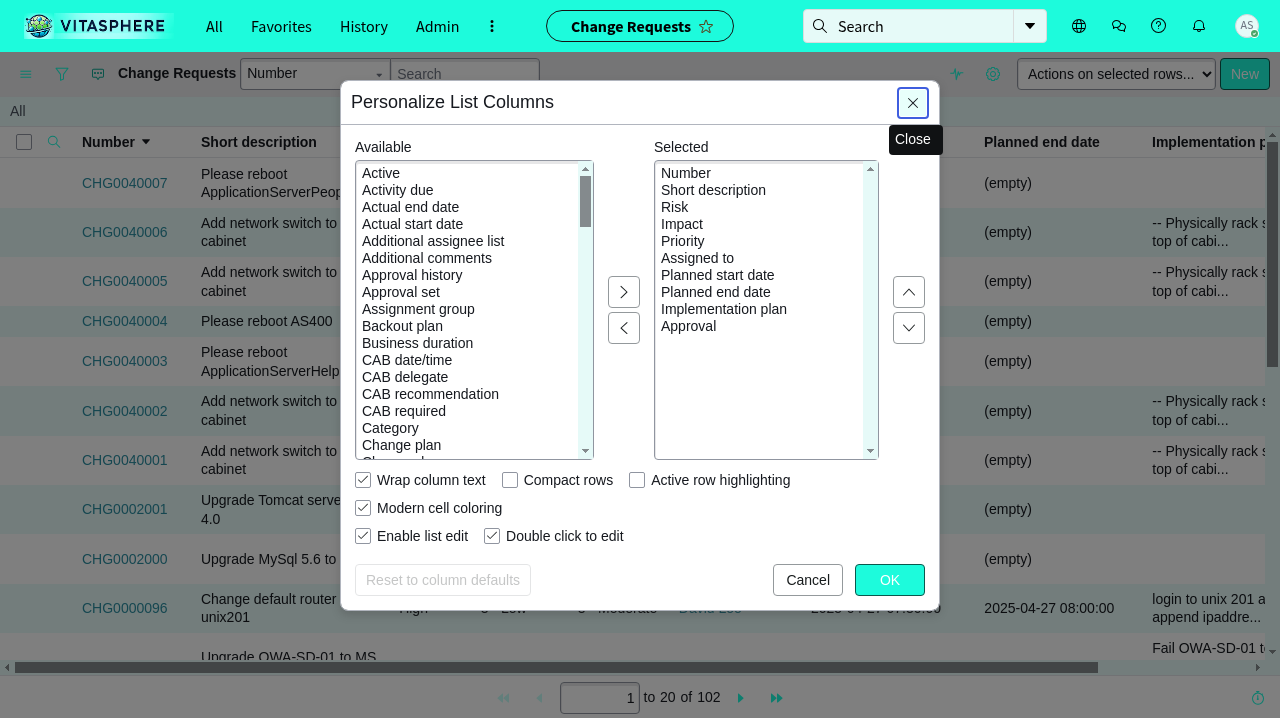 VITASPHERE
All
Favorites
History
Admin
Change Requests
Search
AS
Change Requests
Number
Search
Actions on selected rows...
New
All
Number
Short description
Planned end date
Implementation p
CHG0040007
Please reboot
ApplicationServerPeop
(empty)
CHG0040006
Add network switch to
cabinet
(empty)
-- Physically rack s
top of cabi...
CHG0040005
Add network switch to
cabinet
(empty)
-- Physically rack s
top of cabi...
CHG0040004
Please reboot AS400
(empty)
CHG0040003
Please reboot
ApplicationServerHelp
(empty)
CHG0040002
Add network switch to
cabinet
(empty)
-- Physically rack s
top of cabi...
CHG0040001
Add network switch to
cabinet
(empty)
-- Physically rack s
top of cabi...
CHG0002001
Upgrade Tomcat serve
4.0
(empty)
CHG0002000
Upgrade MySql 5.6 to
(empty)
CHG0000096
Change default router
unix201
2025-04-27 08:00:00
login to unix 201 a
append ipaddre...
Upgrade OWA-SD-01 to MS
Fail OWA-SD-01 to
1 to 20 of 102
Personalize List Columns
Close
Available
Active
Activity due
Actual end date
Actual start date
Additional assignee list
Additional comments
Approval history
Approval set
Assignment group
Backout plan
Business duration
CAB date/time
CAB delegate
CAB recommendation
CAB required
Category
Change plan
Selected
Number
Short description
Risk
Impact
Priority
Assigned to
Planned start date
Planned end date
Implementation plan
Approval
Wrap column text
Compact rows
Active row highlighting
Modern cell coloring
Enable list edit
Double click to edit
Reset to column defaults
Cancel
OK